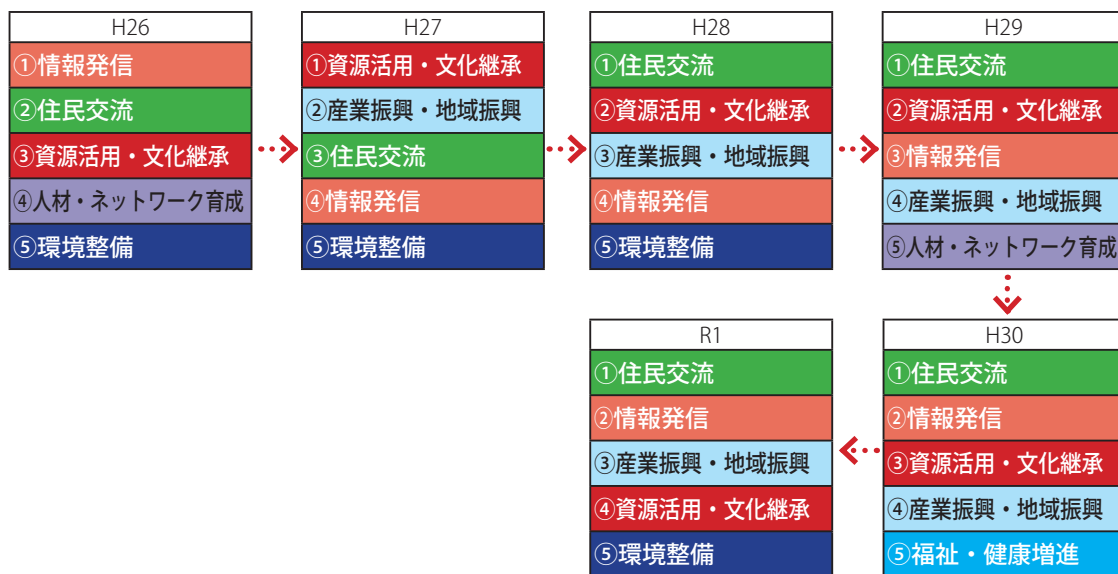 H26
①情報発信
②住民交流
③資源活用・文化継承
④人材・ネットワーク育成
⑤環境整備
H27
①資源活用・文化継承
②産業振興・地域振興
③住民交流
④情報発信
⑤環境整備
H28
①住民交流
②資源活用・文化継承
③産業振興・地域振興
④情報発信
⑤環境整備
H29
①住民交流
②資源活用・文化継承
③情報発信
④産業振興・地域振興
⑤人材・ネットワーク育成
H30
①住民交流
②情報発信
③資源活用・文化継承
④産業振興・地域振興
⑤福祉・健康増進
R1
①住民交流
②情報発信
③産業振興・地域振興
④資源活用・文化継承
⑤環境整備